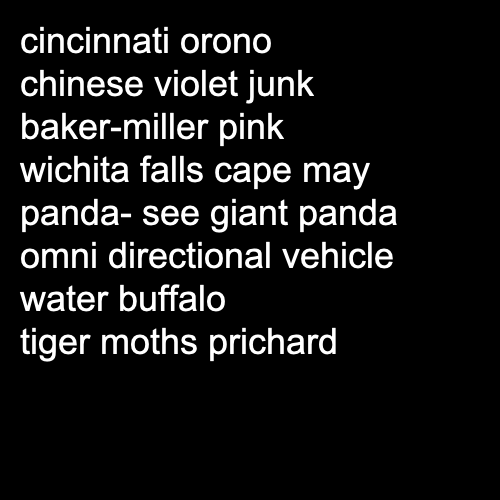 cincinnati orono
chinese violet junk
baker-miller pink
wichita falls cape may
panda- see giant panda
omni directional vehicle
water buffalo
tiger moths prichard